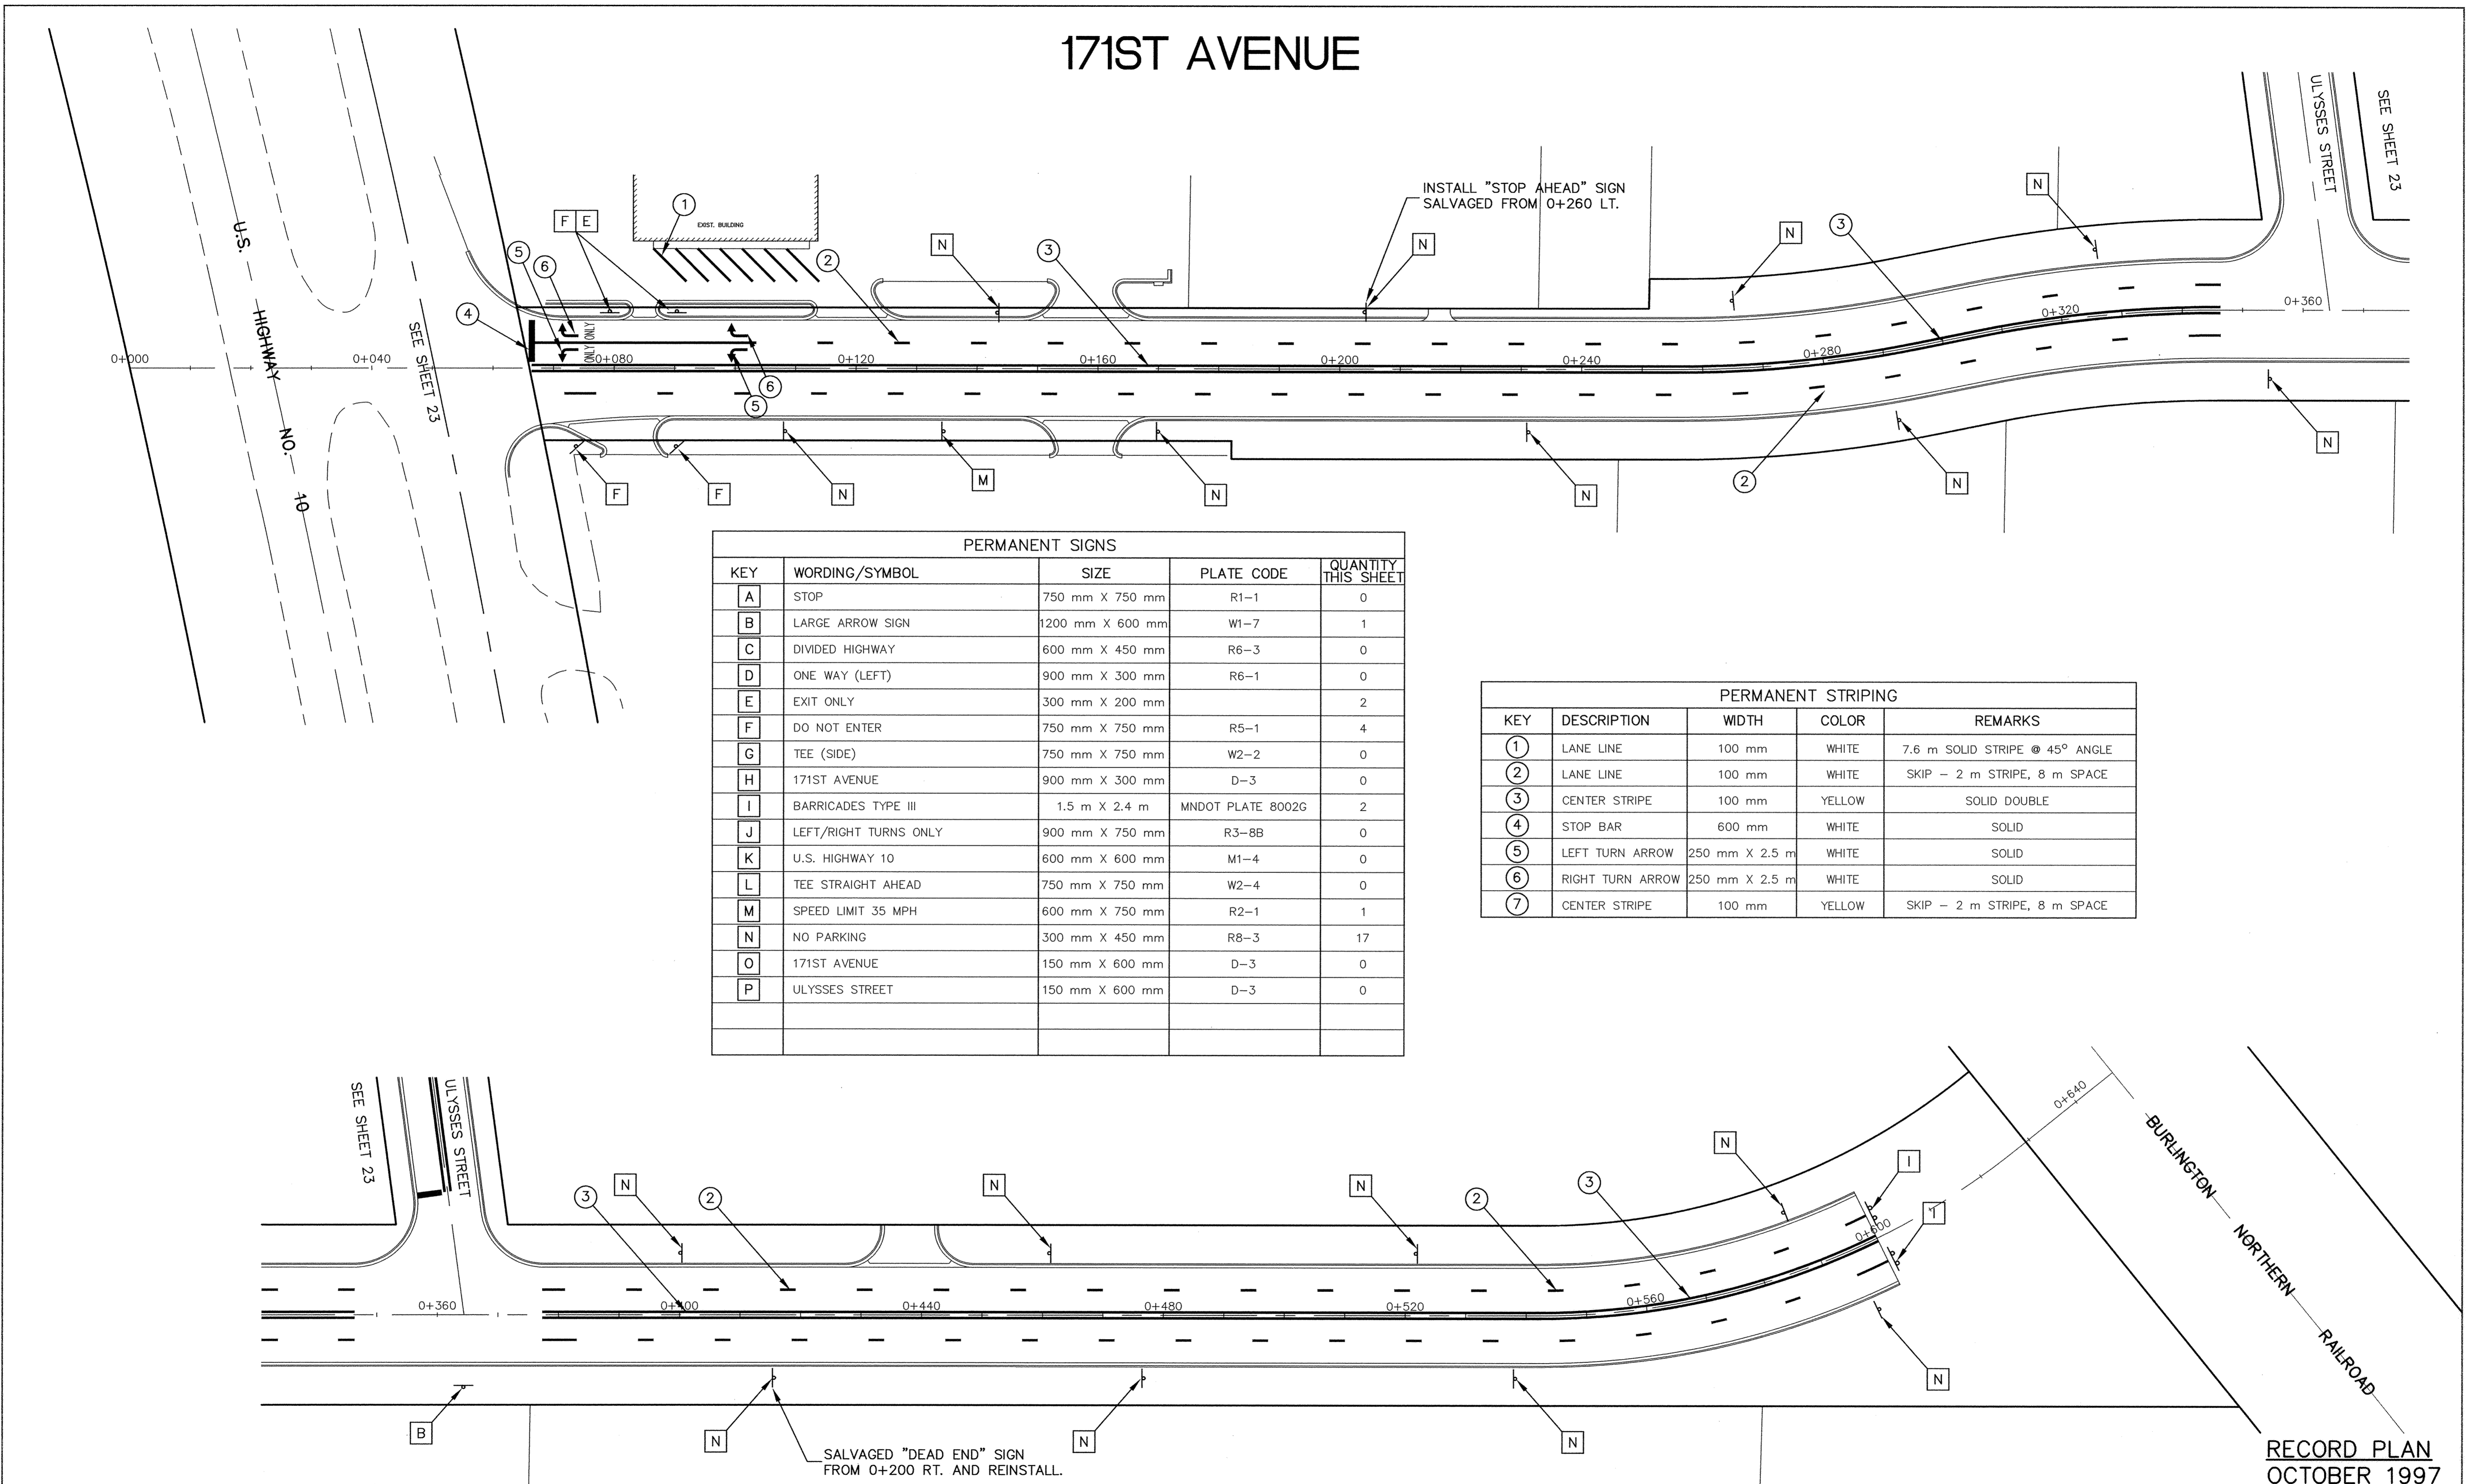 171ST AVENUE
U.S. HIGHWAY NO. 10
SEE SHEET 23
ULYSSES STREET
SEE SHEET 23
INSTALL "STOP AHEAD" SIGN
SALVAGED FROM 0+260 LT.
EXIST. BUILDING
1
F E
5
6
2
N
3
N
N
3
N
4
ONLY
ONLY
0+000
0+040
0+080
0+120
0+160
0+200
0+240
0+280
0+320
0+360
6
5
F
F
N
M
N
N
2
N
N
PERMANENT SIGNS
KEY WORDING/SYMBOL SIZE PLATE CODE QUANTITY THIS SHEET
A STOP 750 mm X 750 mm R1-1 0
B LARGE ARROW SIGN 1200 mm X 600 mm W1-7 1
C DIVIDED HIGHWAY 600 mm X 450 mm R6-3 0
D ONE WAY (LEFT) 900 mm X 300 mm R6-1 0
E EXIT ONLY 300 mm X 200 mm 2
F DO NOT ENTER 750 mm X 750 mm R5-1 4
G TEE (SIDE) 750 mm X 750 mm W2-2 0
H 171ST AVENUE 900 mm X 300 mm D-3 0
I BARRICADES TYPE III 1.5 m X 2.4 m MNDOT PLATE 8002G 2
J LEFT/RIGHT TURNS ONLY 900 mm X 750 mm R3-8B 0
K U.S. HIGHWAY 10 600 mm X 600 mm M1-4 0
L TEE STRAIGHT AHEAD 750 mm X 750 mm W2-4 0
M SPEED LIMIT 35 MPH 600 mm X 750 mm R2-1 1
N NO PARKING 300 mm X 450 mm R8-3 17
O 171ST AVENUE 150 mm X 600 mm D-3 0
P ULYSSES STREET 150 mm X 600 mm D-3 0
PERMANENT STRIPING
KEY DESCRIPTION WIDTH COLOR REMARKS
1 LANE LINE 100 mm WHITE 7.6 m SOLID STRIPE @ 45° ANGLE
2 LANE LINE 100 mm WHITE SKIP - 2 m STRIPE, 8 m SPACE
3 CENTER STRIPE 100 mm YELLOW SOLID DOUBLE
4 STOP BAR 600 mm WHITE SOLID
5 LEFT TURN ARROW 250 mm X 2.5 m WHITE SOLID
6 RIGHT TURN ARROW 250 mm X 2.5 m WHITE SOLID
7 CENTER STRIPE 100 mm YELLOW SKIP - 2 m STRIPE, 8 m SPACE
SEE SHEET 23
ULYSSES STREET
3
N
2
N
N
2
3
N
I
I
0+360
0+400
0+440
0+480
0+520
0+560
0+600
0+640
BURLINGTON NORTHERN RAILROAD
B
N
N
N
N
SALVAGED "DEAD END" SIGN
FROM 0+200 RT. AND REINSTALL.
RECORD PLAN
OCTOBER 1997